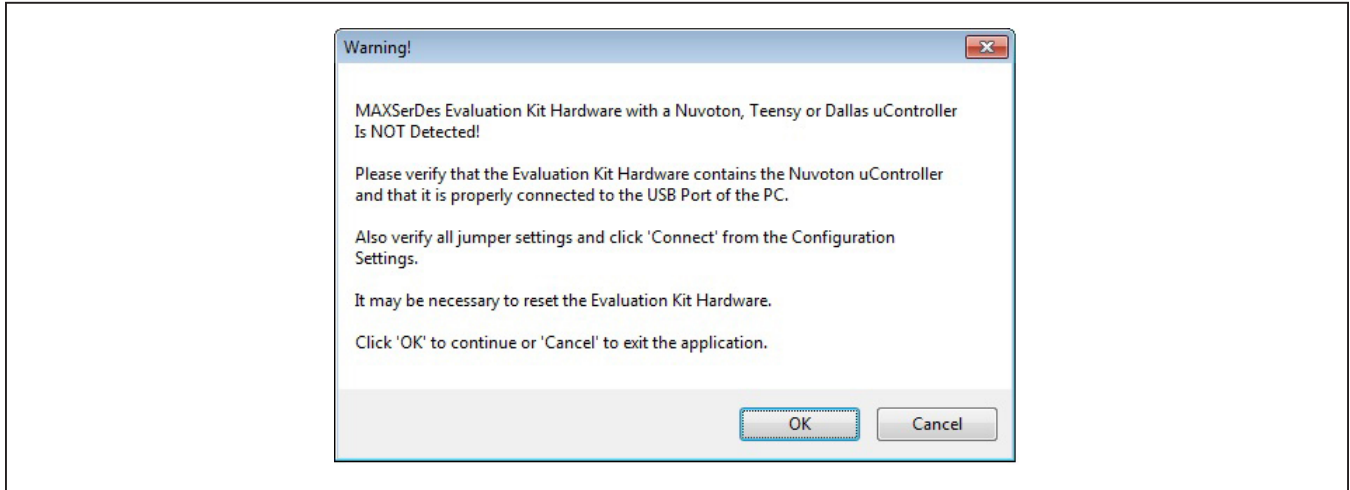 Warning!
MAXSerDes Evaluation Kit Hardware with a Nuvoton, Teensy or Dallas uController
Is NOT Detected!
Please verify that the Evaluation Kit Hardware contains the Nuvoton uController
and that it is properly connected to the USB Port of the PC.
Also verify all jumper settings and click 'Connect' from the Configuration
Settings.
It may be necessary to reset the Evaluation Kit Hardware.
Click 'OK' to continue or 'Cancel' to exit the application.
OK
Cancel